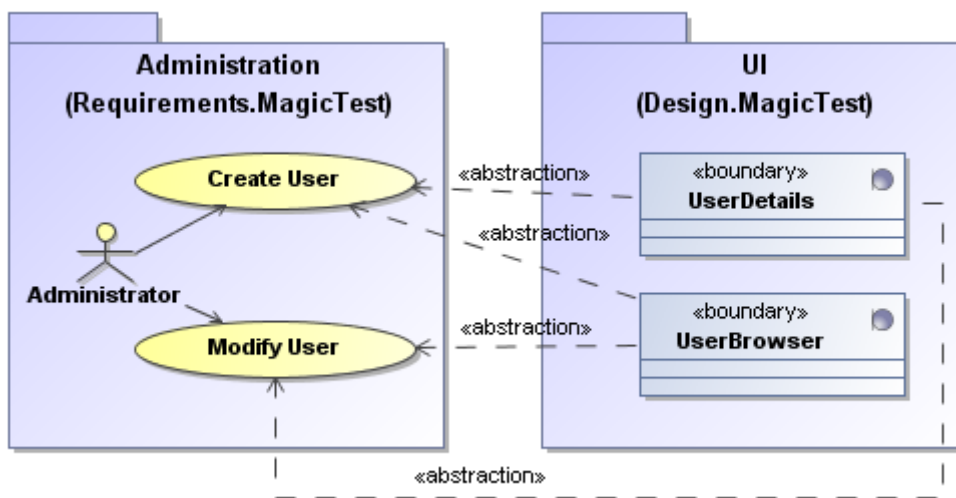 Administration
(Requirements.MagicTest)
UI
(Design.MagicTest)
Create User
«abstraction»
«boundary»
UserDetails
«abstraction»
Administrator
«boundary»
UserBrowser
«abstraction»
Modify User
«abstraction»